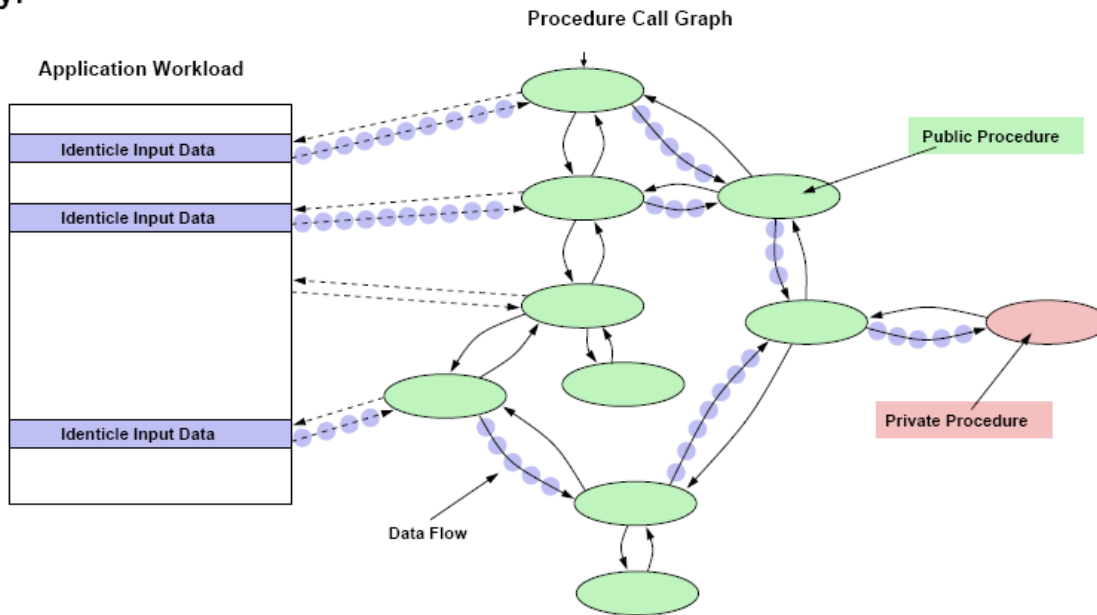 y.
Procedure Call Graph
Application Workload
Identicle Input Data
Public Procedure
Identicle Input Data
Private Procedure
Identicle Input Data
Data Flow